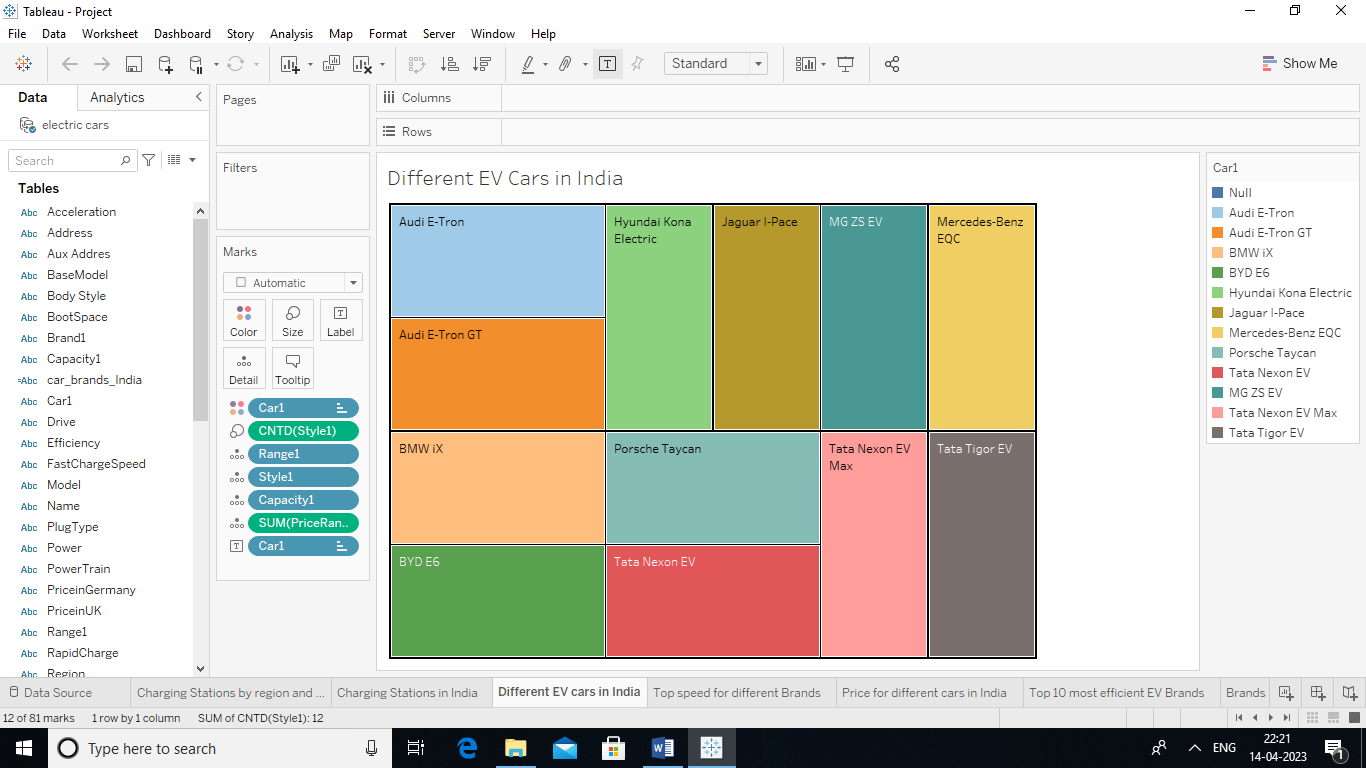 Tableau - Project
File Data Worksheet Dashboard Story Analysis Map Format Server Window Help
Standard
Show Me
Data Analytics
electric cars
Search
Tables
Abc Acceleration
Abc Address
Abc Aux Addres
Abc BaseModel
Abc Body Style
Abc BootSpace
Abc Brand1
Abc Capacity1
=Abc car_brands_India
Abc Car1
Abc Drive
Abc Efficiency
Abc FastChargeSpeed
Abc Model
Abc Name
Abc PlugType
Abc Power
Abc PowerTrain
Abc PriceinGermany
Abc PriceinUK
Abc Range1
Abc RapidCharge
Abc Region
Pages
Filters
Marks
Automatic
Color Size Label
Detail Tooltip
Car1
CNTD(Style1)
Range1
Style1
Capacity1
SUM(PriceRan..
Car1
Columns
Rows
Different EV Cars in India
Audi E-Tron
Hyundai Kona
Electric
Jaguar I-Pace
MG ZS EV
Mercedes-Benz
EQC
Audi E-Tron GT
BMW iX
Porsche Taycan
Tata Nexon EV
Max
Tata Tigor EV
BYD E6
Tata Nexon EV
Car1
Null
Audi E-Tron
Audi E-Tron GT
BMW iX
BYD E6
Hyundai Kona Electric
Jaguar I-Pace
Mercedes-Benz EQC
Porsche Taycan
Tata Nexon EV
MG ZS EV
Tata Nexon EV Max
Tata Tigor EV
Data Source Charging Stations by region and ... Charging Stations in India Different EV cars in India Top speed for different Brands Price for different cars in India Top 10 most efficient EV Brands Brands
12 of 81 marks 1 row by 1 column SUM of CNTD(Style1): 12
Type here to search
ENG
22:21
14-04-2023
1